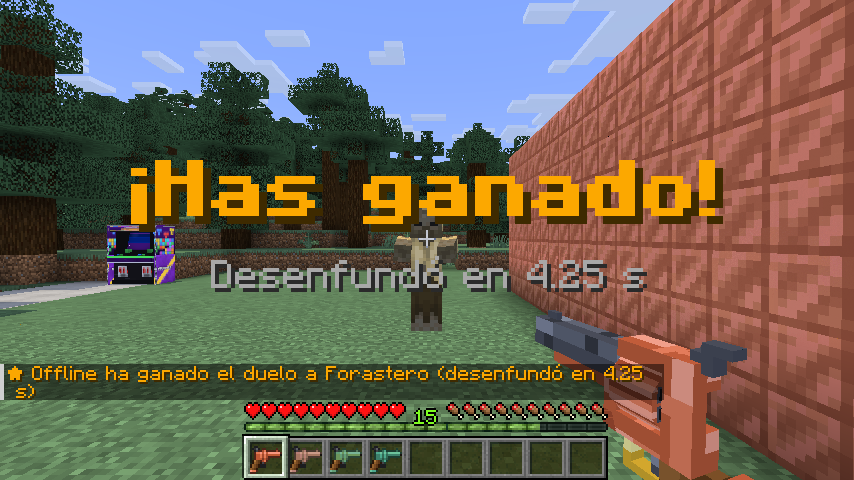 ¡Has ganado!
Desenfundó en 4.25 s
★ Offline ha ganado el duelo a Forastero (desenfundó en 4.25
s)
15